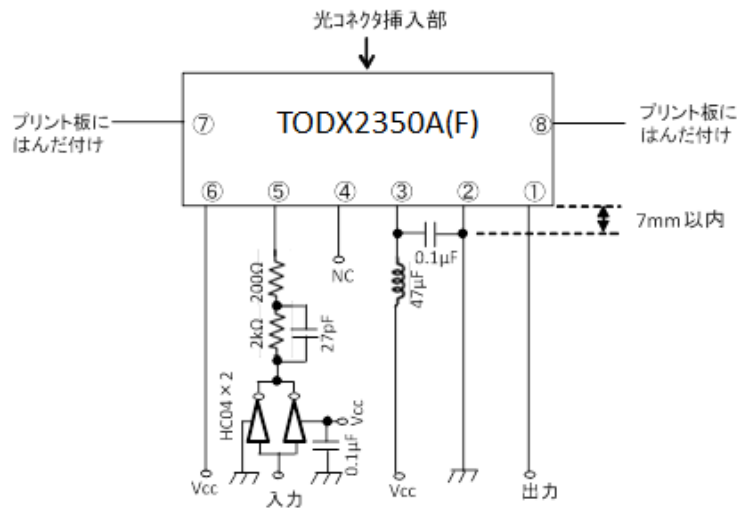 光コネクタ挿入部
プリント板に
はんだ付け
⑦
TODX2350A(F)
⑧
プリント板に
はんだ付け
⑥
⑤
④
③
②
①
7mm 以内
0.1μF
NC
47μF
200Ω
2kΩ
27pF
HC04×2
Vcc
0.1μF
Vcc
入力
Vcc
出力